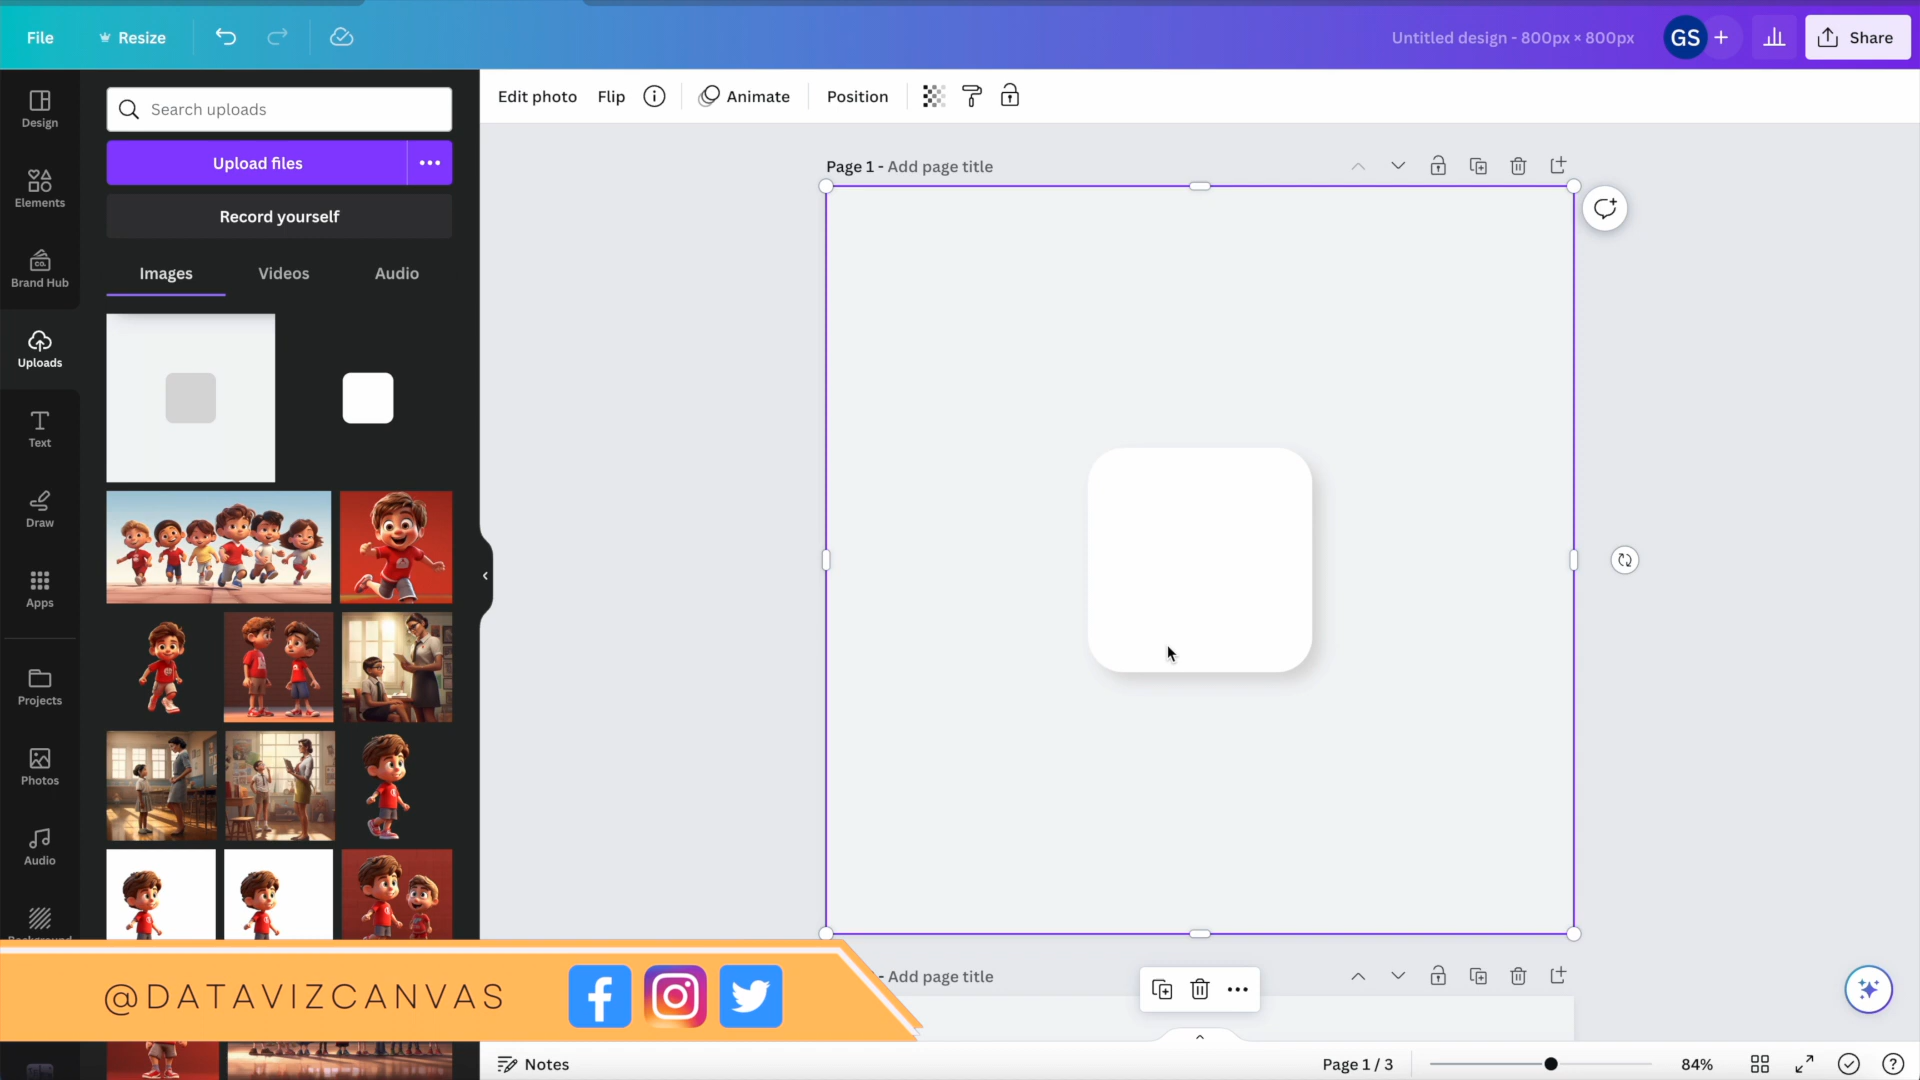 File
Resize
Untitled design - 800px × 800px
GS
Share
Design
Elements
Brand Hub
CO.
Uploads
Text
Draw
Apps
Projects
Photos
Audio
Background
Search uploads
Upload files
Record yourself
Images
Videos
Audio
Edit photo
Flip
Animate
Position
Page 1 - Add page title
- Add page title
@DATAVIZCANVAS
Notes
Page 1 / 3
84%